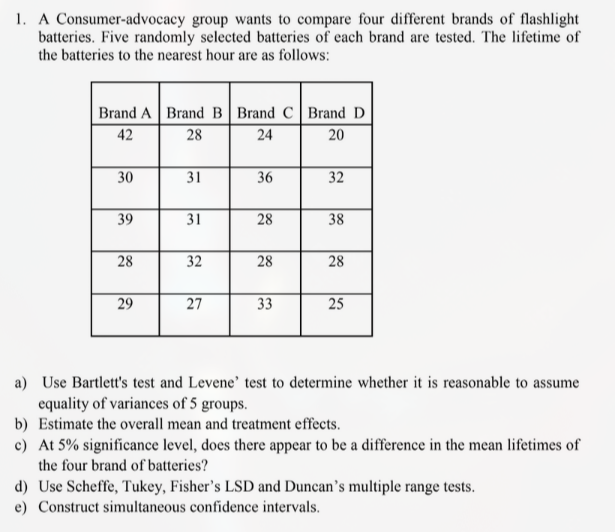 1. A Consumer-advocacy group wants to compare four different brands of flashlight
batteries. Five randomly selected batteries of each brand are tested. The lifetime of
the batteries to the nearest hour are as follows:
Brand A Brand B Brand C Brand D
42 28 24 20
30 31 36 32
39 31 28 38
28 32 28 28
29 27 33 25
a) Use Bartlett's test and Levene' test to determine whether it is reasonable to assume
equality of variances of 5 groups.
b) Estimate the overall mean and treatment effects.
c) At 5% significance level, does there appear to be a difference in the mean lifetimes of
the four brand of batteries?
d) Use Scheffe, Tukey, Fisher's LSD and Duncan's multiple range tests.
e) Construct simultaneous confidence intervals.